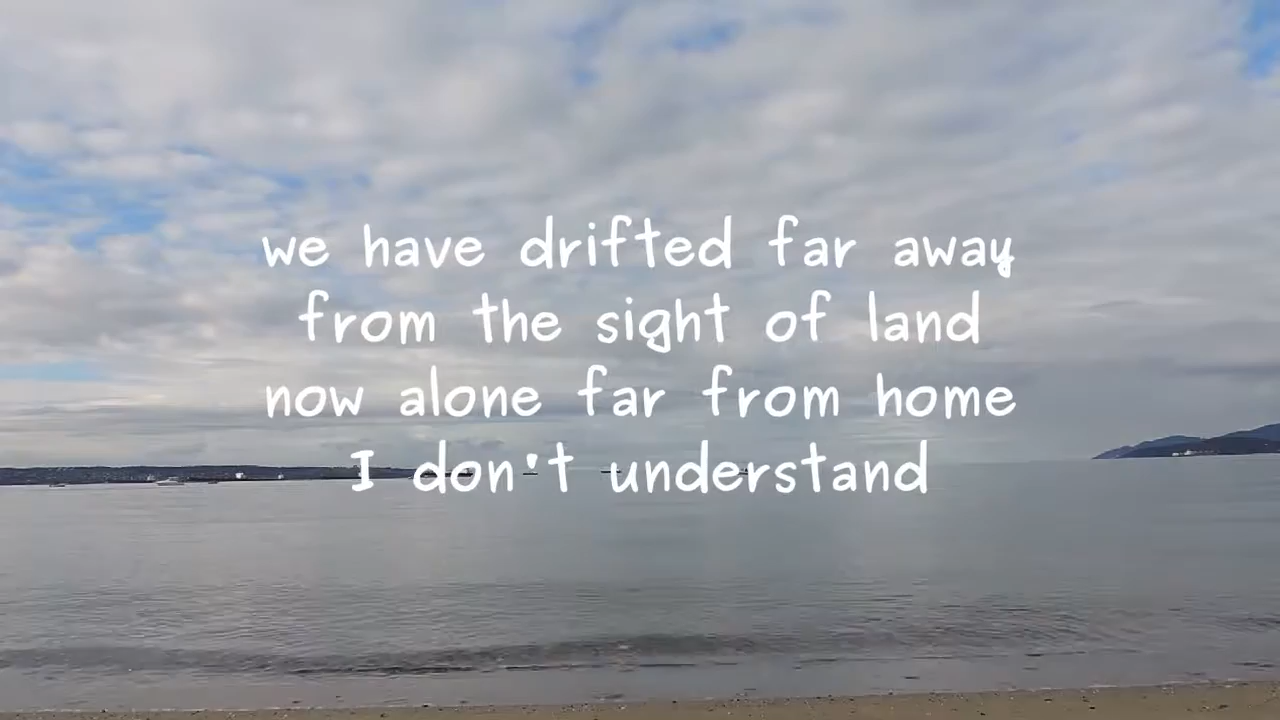 we have drifted far away
from the sight of land
now alone far from home
I don't understand